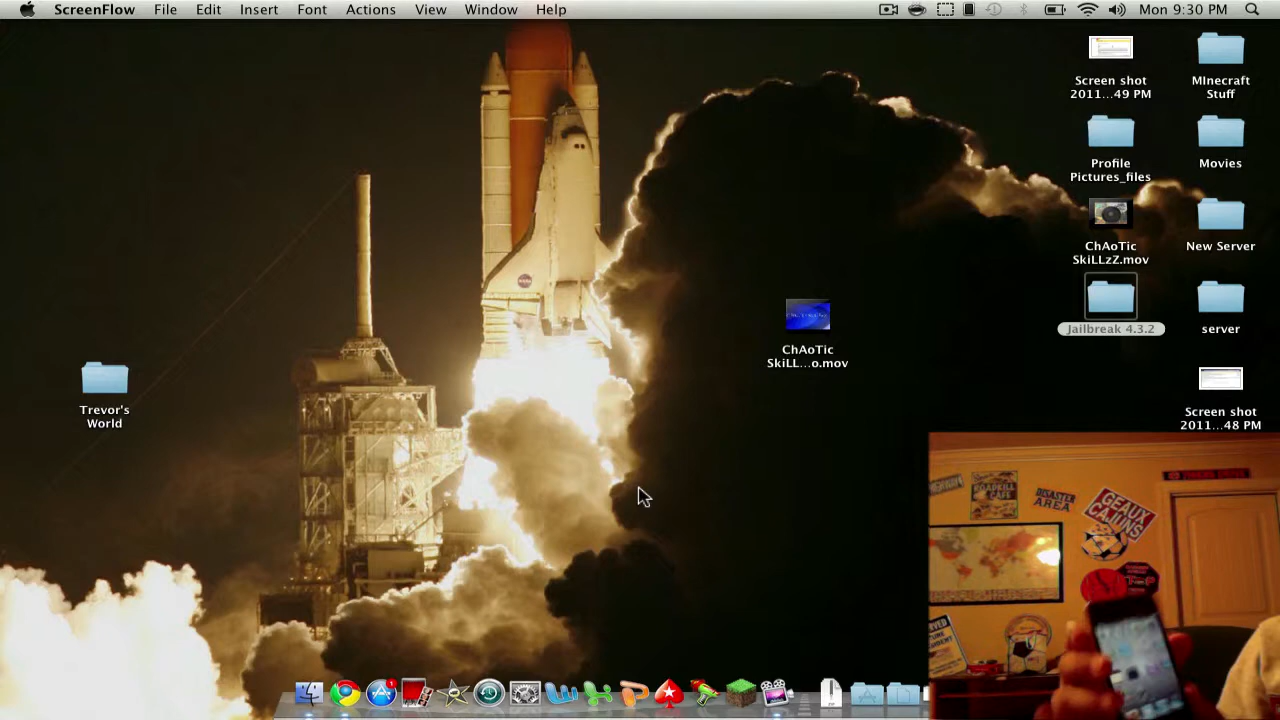 ScreenFlow File Edit Insert Font Actions View Window Help
Mon 9:30 PM
Screen shot
2011...49 PM
MInecraft
Stuff
Profile
Pictures_files
Movies
ChAoTic
SkiLLzZ.mov
New Server
Jailbreak 4.3.2
server
ChAoTic
SkiLL...o.mov
Trevor's
World
Screen shot
2011...48 PM
ROADKILL
CAFE
DISASTER
AREA
GEAUX
CAJUNS